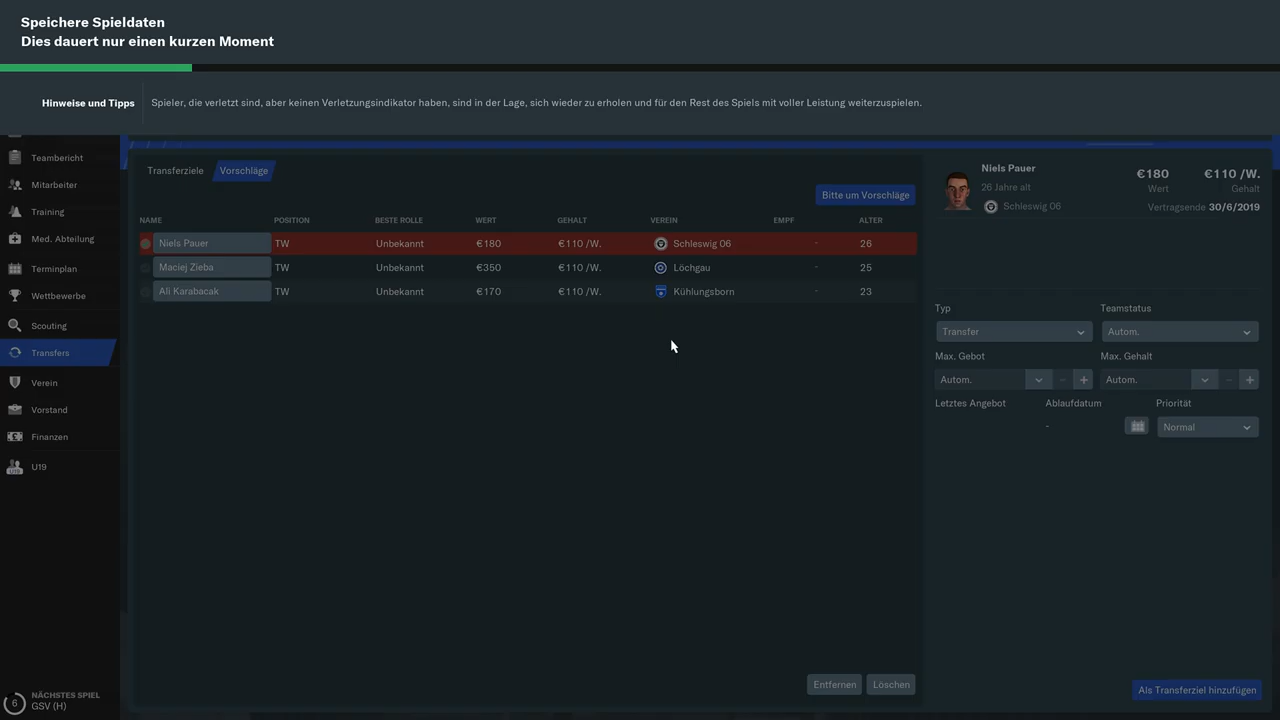 Speichere Spieldaten
Dies dauert nur einen kurzen Moment
Hinweise und Tipps
Spieler, die verletzt sind, aber keinen Verletzungsindikator haben, sind in der Lage, sich wieder zu erholen und für den Rest des Spiels mit voller Leistung weiterzuspielen.
Teambericht
Mitarbeiter
Training
Med. Abteilung
Terminplan
Wettbewerbe
Scouting
Transfers
Verein
Vorstand
Finanzen
U19
U19
6
NÄCHSTES SPIEL
GSV (H)
Transferziele Vorschläge
Bitte um Vorschläge
NAME POSITION BESTE ROLLE WERT GEHALT VEREIN EMPF ALTER
Niels Pauer TW Unbekannt €180 €110 /W. Schleswig 06 - 26
Maciej Zieba TW Unbekannt €350 €110 /W. Löchgau - 25
Ali Karabacak TW Unbekannt €170 €110 /W. Kühlungsborn - 23
Entfernen Löschen
Niels Pauer
26 Jahre alt
Schleswig 06
€180 €110 /W.
Wert Gehalt
Vertragsende 30/6/2019
Typ Teamstatus
Transfer Autom.
Max. Gebot Max. Gehalt
Autom. - + Autom. - +
Letztes Angebot Ablaufdatum Priorität
- Normal
Als Transferziel hinzufügen